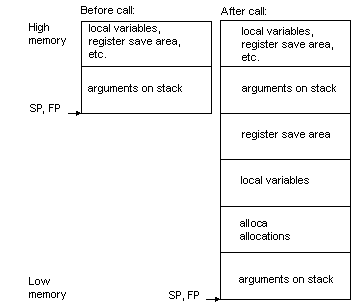 Before call:
After call:
High
memory
local variables,
register save area,
etc.
local variables,
register save area,
etc.
arguments on stack
arguments on stack
SP, FP
register save area
local variables
alloca
allocations
Low
memory
arguments on stack
SP, FP